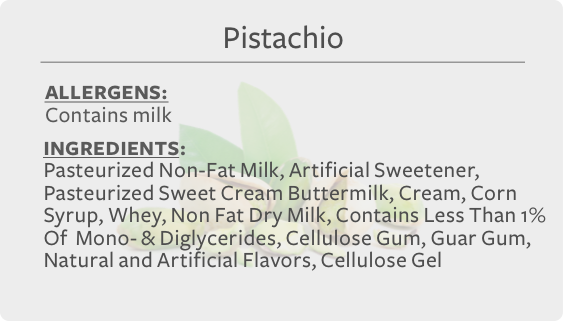 Pistachio
ALLERGENS:
Contains milk
INGREDIENTS:
Pasteurized Non-Fat Milk, Artificial Sweetener,
Pasteurized Sweet Cream Buttermilk, Cream, Corn
Syrup, Whey, Non Fat Dry Milk, Contains Less Than 1%
Of Mono- & Diglycerides, Cellulose Gum, Guar Gum,
Natural and Artificial Flavors, Cellulose Gel